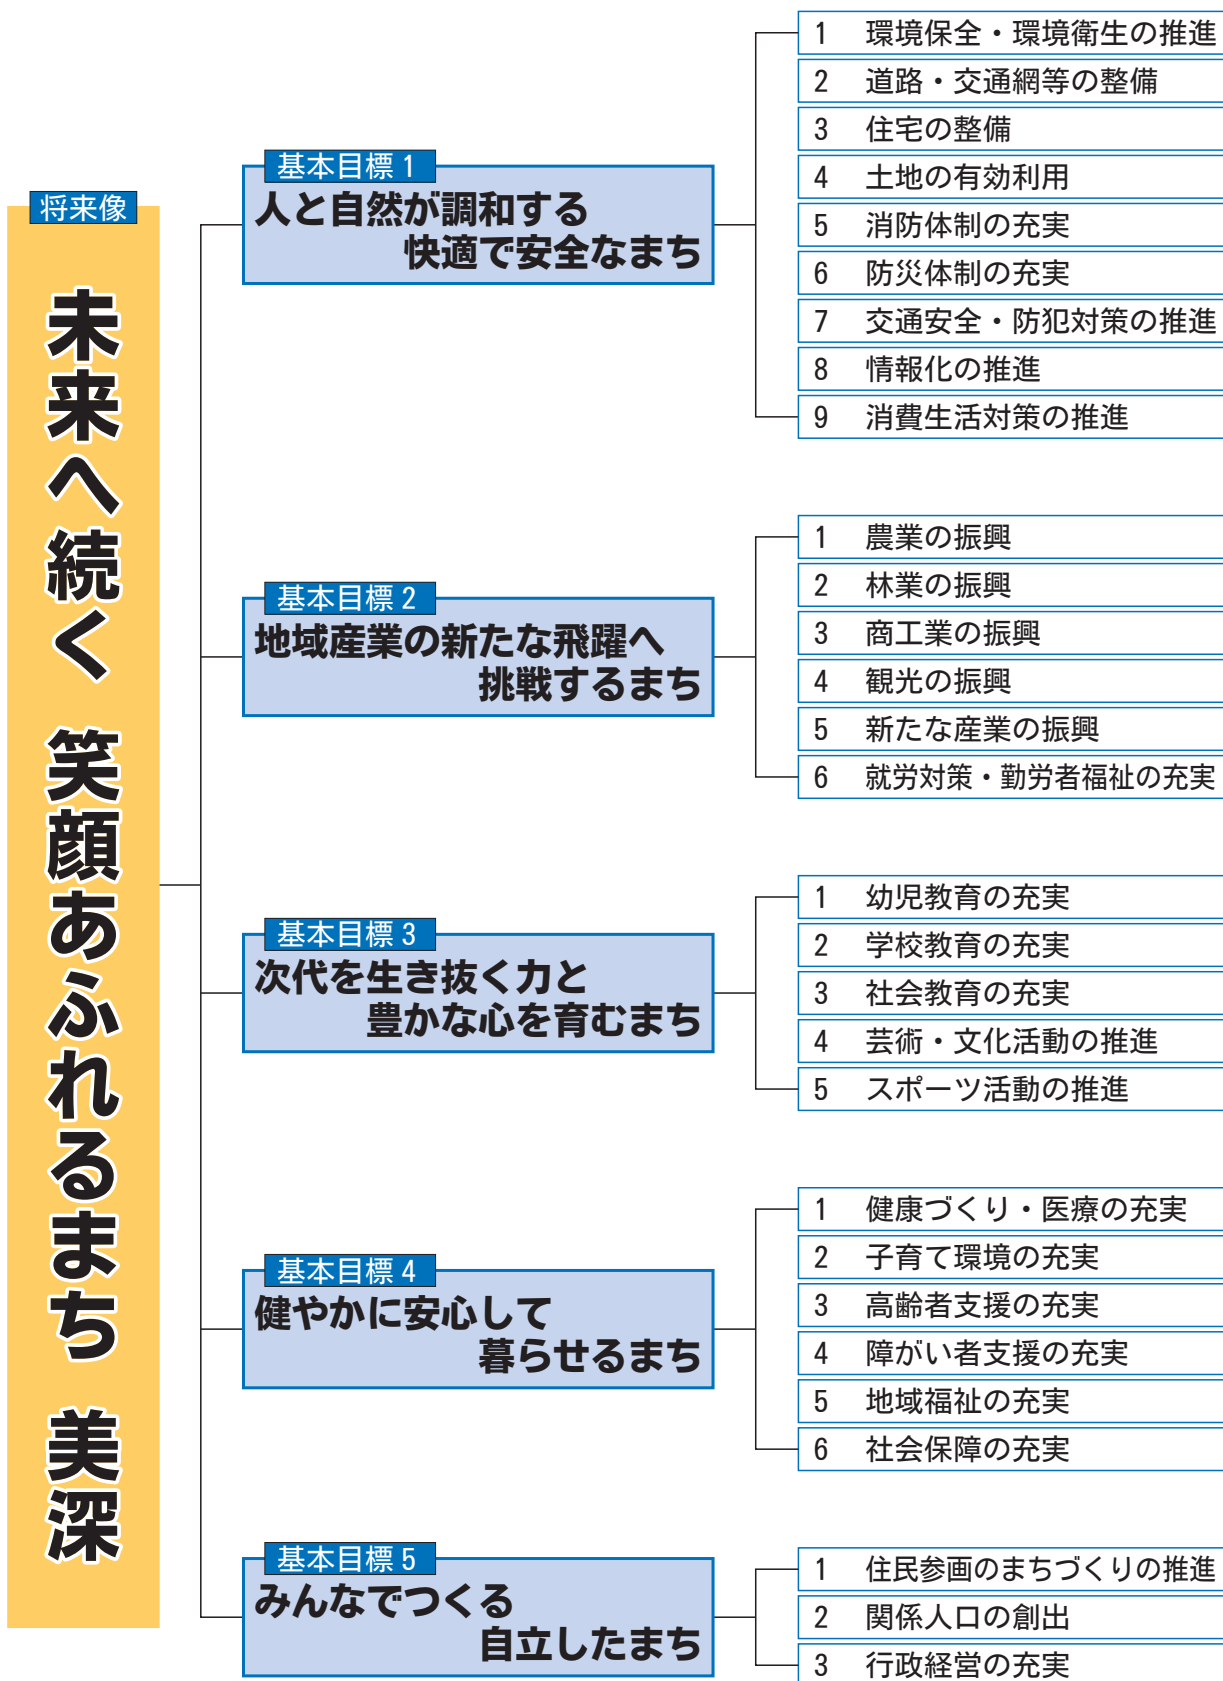 将来像
未来へ続く 笑顔あふれるまち 美深
基本目標 1
人と自然が調和する
快適で安全なまち
1 環境保全・環境衛生の推進
2 道路・交通網等の整備
3 住宅の整備
4 土地の有効利用
5 消防体制の充実
6 防災体制の充実
7 交通安全・防犯対策の推進
8 情報化の推進
9 消費生活対策の推進
基本目標 2
地域産業の新たな飛躍へ
挑戦するまち
1 農業の振興
2 林業の振興
3 商工業の振興
4 観光の振興
5 新たな産業の振興
6 就労対策・勤労者福祉の充実
基本目標 3
次代を生き抜く力と
豊かな心を育むまち
1 幼児教育の充実
2 学校教育の充実
3 社会教育の充実
4 芸術・文化活動の推進
5 スポーツ活動の推進
基本目標 4
健やかに安心して
暮らせるまち
1 健康づくり・医療の充実
2 子育て環境の充実
3 高齢者支援の充実
4 障がい者支援の充実
5 地域福祉の充実
6 社会保障の充実
基本目標 5
みんなでつくる
自立したまち
1 住民参画のまちづくりの推進
2 関係人口の創出
3 行政経営の充実